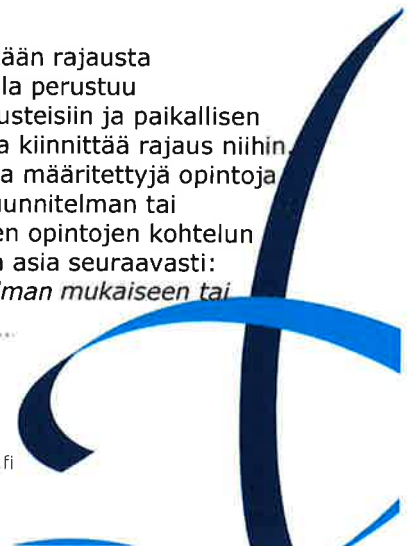 ään rajausta
la perustuu
usteisiin ja paikallisen
a kiinnittää rajaus niihin
a määritettyjä opintoja
unnitelman tai
en opintojen kohtelun
asia seuraavasti:
lman mukaiseen tai
.fi